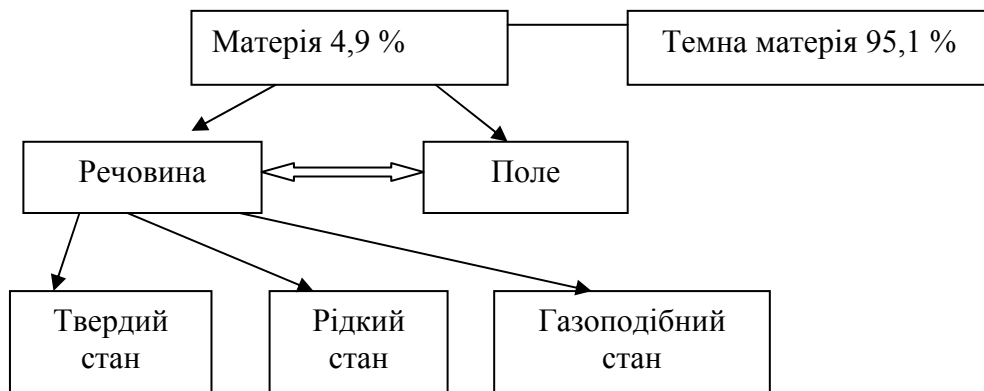 Матерія 4,9 %
Темна матерія 95,1 %
Речовина
Поле
Твердий
стан
Рідкий
стан
Газоподібний
стан